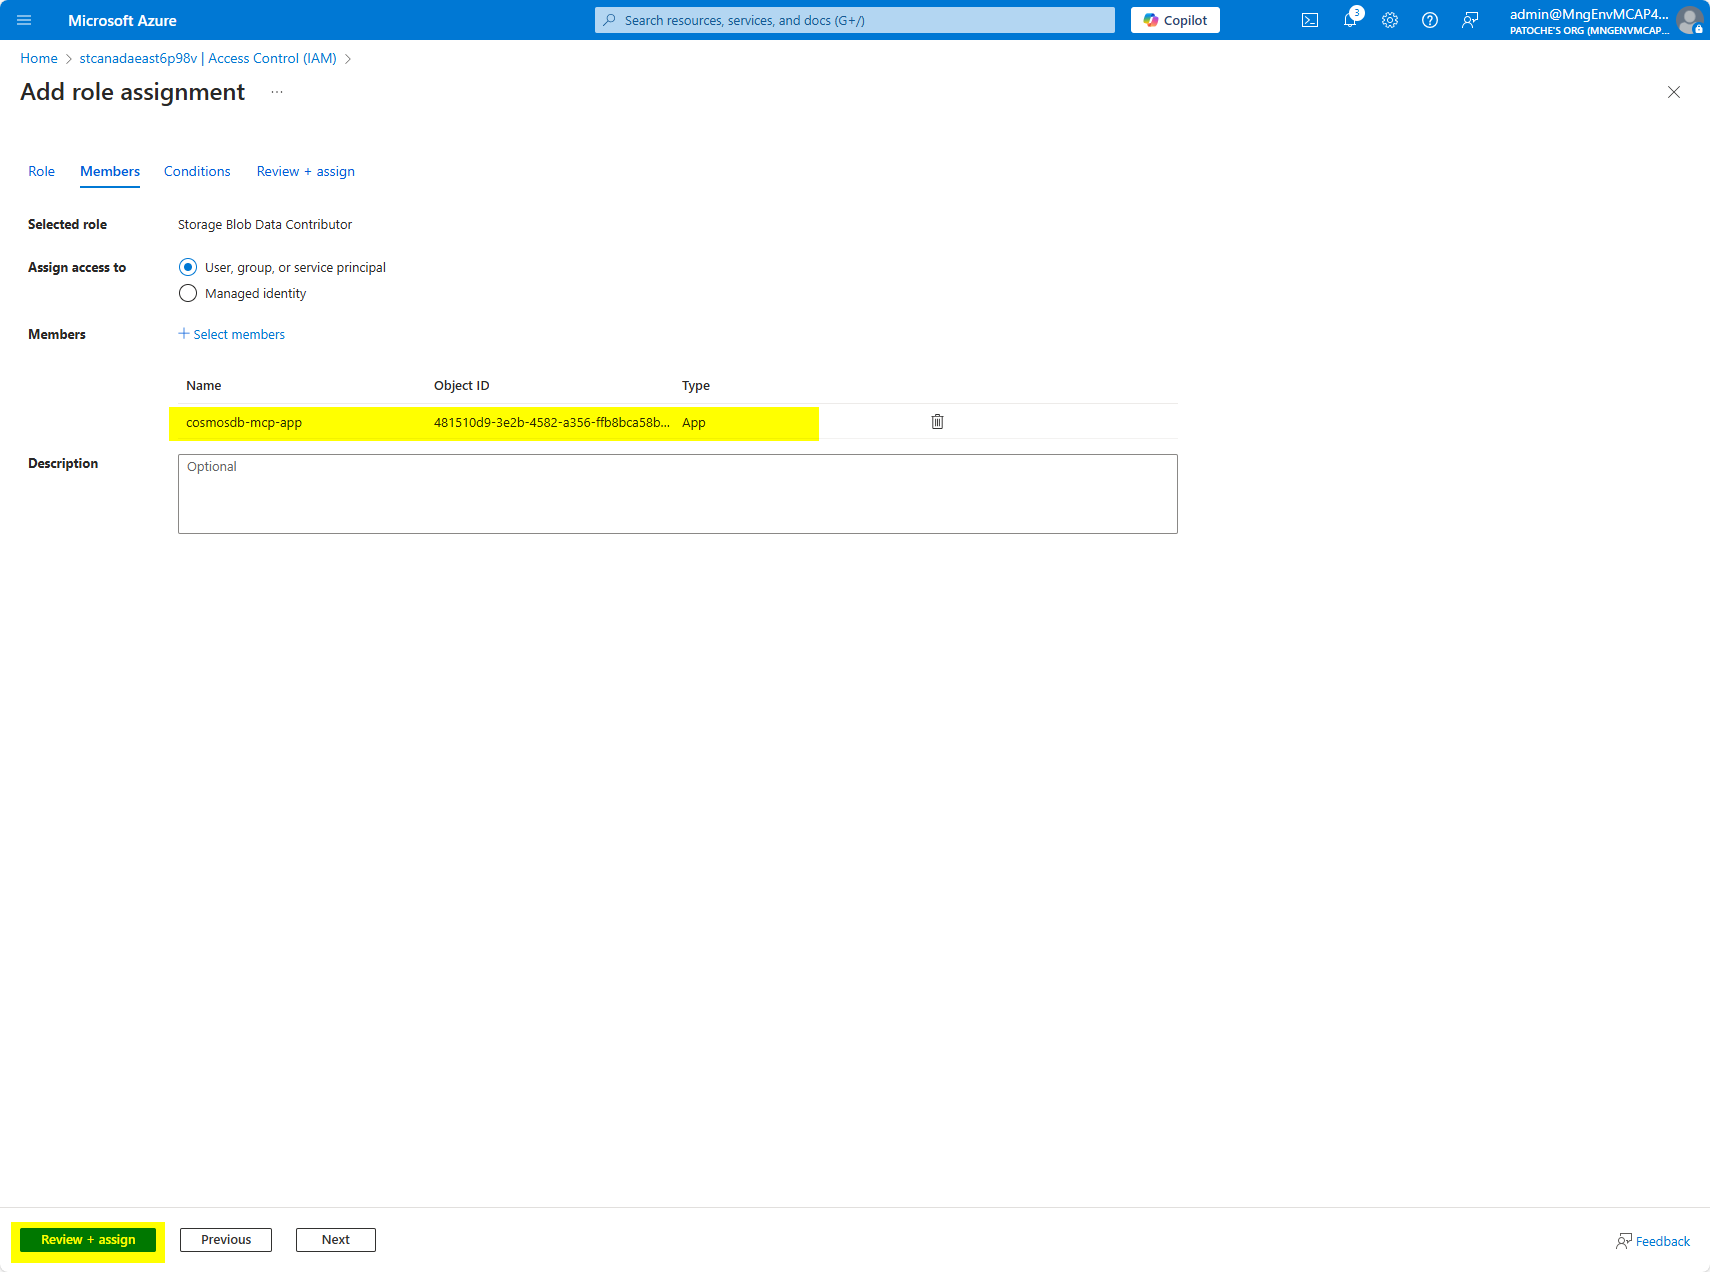 Microsoft Azure
Search resources, services, and docs (G+/)
Copilot
3
admin@MngEnvMCAP4...
PATOCHE'S ORG (MNGENVMCAP...
Home > stcanadaeast6p98v | Access Control (IAM) >
Add role assignment ...
Role Members Conditions Review + assign
Selected role Storage Blob Data Contributor
Assign access to User, group, or service principal
Managed identity
Members + Select members
Name Object ID Type
cosmosdb-mcp-app 481510d9-3e2b-4582-a356-ffb8bca58b... App
Description Optional
Review + assign Previous Next Feedback